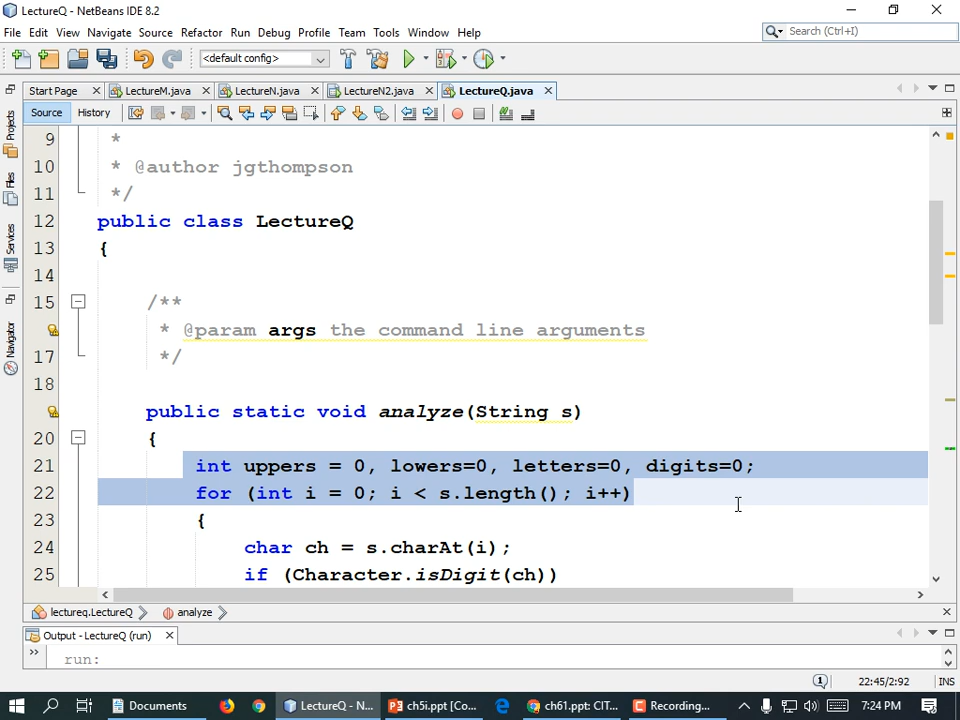 LectureQ - NetBeans IDE 8.2
File Edit View Navigate Source Refactor Run Debug Profile Team Tools Window Help
Search (Ctrl+I)
<default config>
Start Page LectureM.java LectureN.java LectureN2.java LectureQ.java
Source History
Projects
Files
Services
Navigator
9 *
10 * @author jgthompson
11 */
12 public class LectureQ
13 {
14
15 /**
* @param args the command line arguments
17 */
18
public static void analyze(String s)
20 {
21 int uppers = 0, lowers=0, letters=0, digits=0;
22 for (int i = 0; i < s.length(); i++)
23 {
24 char ch = s.charAt(i);
25 if (Character.isDigit(ch))
lectureq.LectureQ analyze
Output - LectureQ (run)
run:
22:45/2:92 INS
Documents LectureQ - N... ch5i.ppt [Co... ch61.ppt: CIT... Recording... 7:24 PM